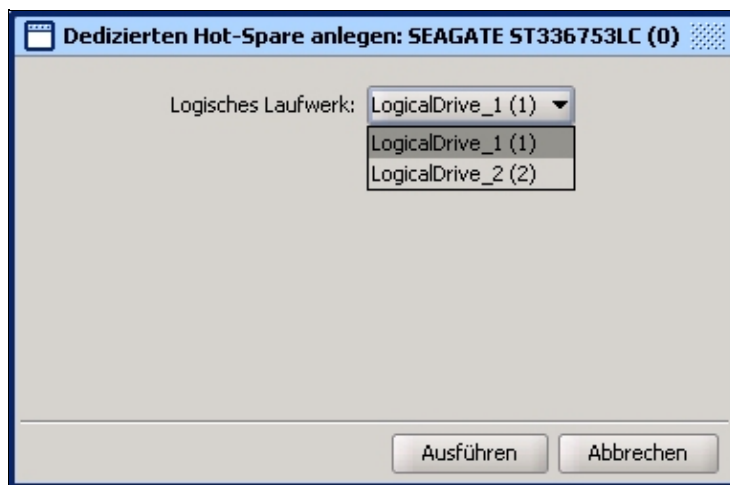 Dedizierten Hot-Spare anlegen: SEAGATE ST336753LC (0)
Logisches Laufwerk: LogicalDrive_1 (1)
LogicalDrive_1 (1)
LogicalDrive_2 (2)
Ausführen Abbrechen